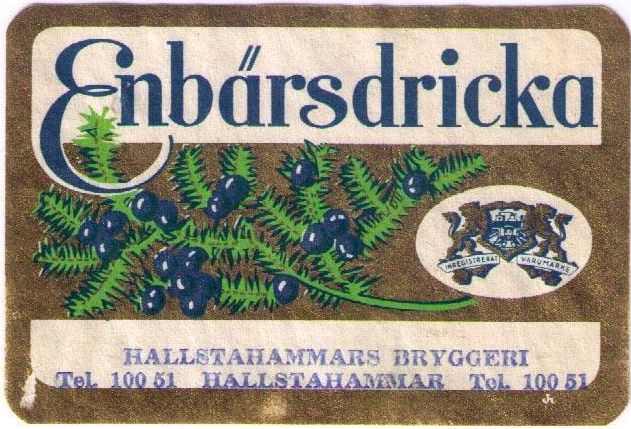 Enbärsdricka
INREGISTRERAT VARUMÄRKE
HALLSTAHAMMARS BRYGGERI
Tel. 100 51 HALLSTAHAMMAR Tel. 100 51